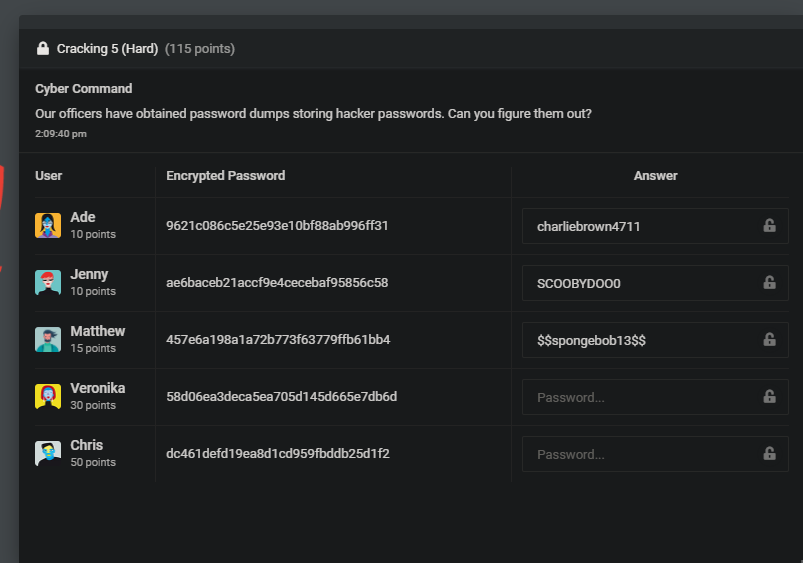 Cracking 5 (Hard) (115 points)
Cyber Command
Our officers have obtained password dumps storing hacker passwords. Can you figure them out?
2:09:40 pm
User Encrypted Password Answer
Ade
10 points
9621c086c5e25e93e10bf88ab996ff31
charliebrown4711
Jenny
10 points
ae6baceb21accf9e4cecebaf95856c58
SCOOBYDOO0
Matthew
15 points
457e6a198a1a72b773f63779ffb61bb4
$$spongebob13$$
Veronika
30 points
58d06ea3deca5ea705d145d665e7db6d
Password...
Chris
50 points
dc461defd19ea8d1cd959fbddb25d1f2
Password...